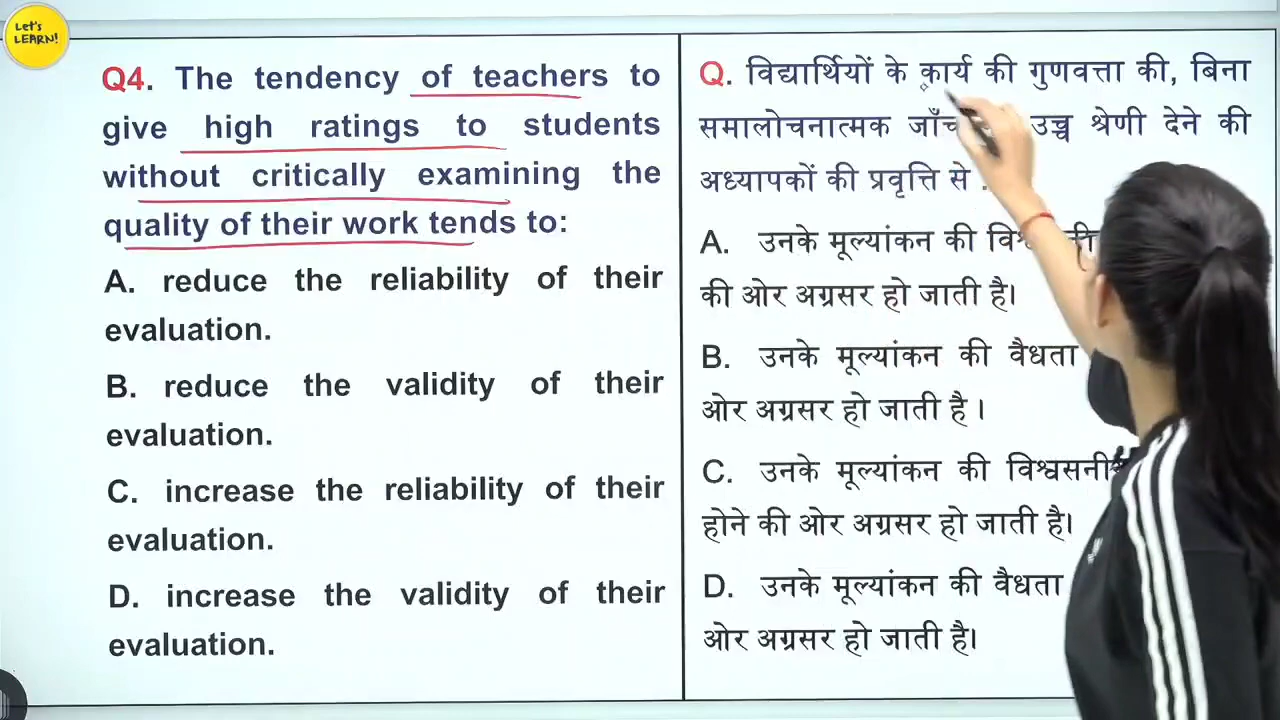 Let's
LEARN!
Q4. The tendency of teachers to
give high ratings to students
without critically examining the
quality of their work tends to:
A. reduce the reliability of their
evaluation.
B. reduce the validity of their
evaluation.
C. increase the reliability of their
evaluation.
D. increase the validity of their
evaluation.
Q. विद्यार्थियों के कार्य की गुणवत्ता की, बिना
समालोचनात्मक उच्च श्रेणी देने की
अध्यापकों की प्रवृत्ति से
A. उनके मूल्यांकन की
की ओर अग्रसर हो जाती है।
B. उनके मूल्यांकन की वैधता
ओर अग्रसर हो जाती है ।
C. उनके मूल्यांकन की
होने की ओर अग्रसर हो जाती है।
D. उनके मूल्यांकन की वैधता
ओर अग्रसर हो जाती है।